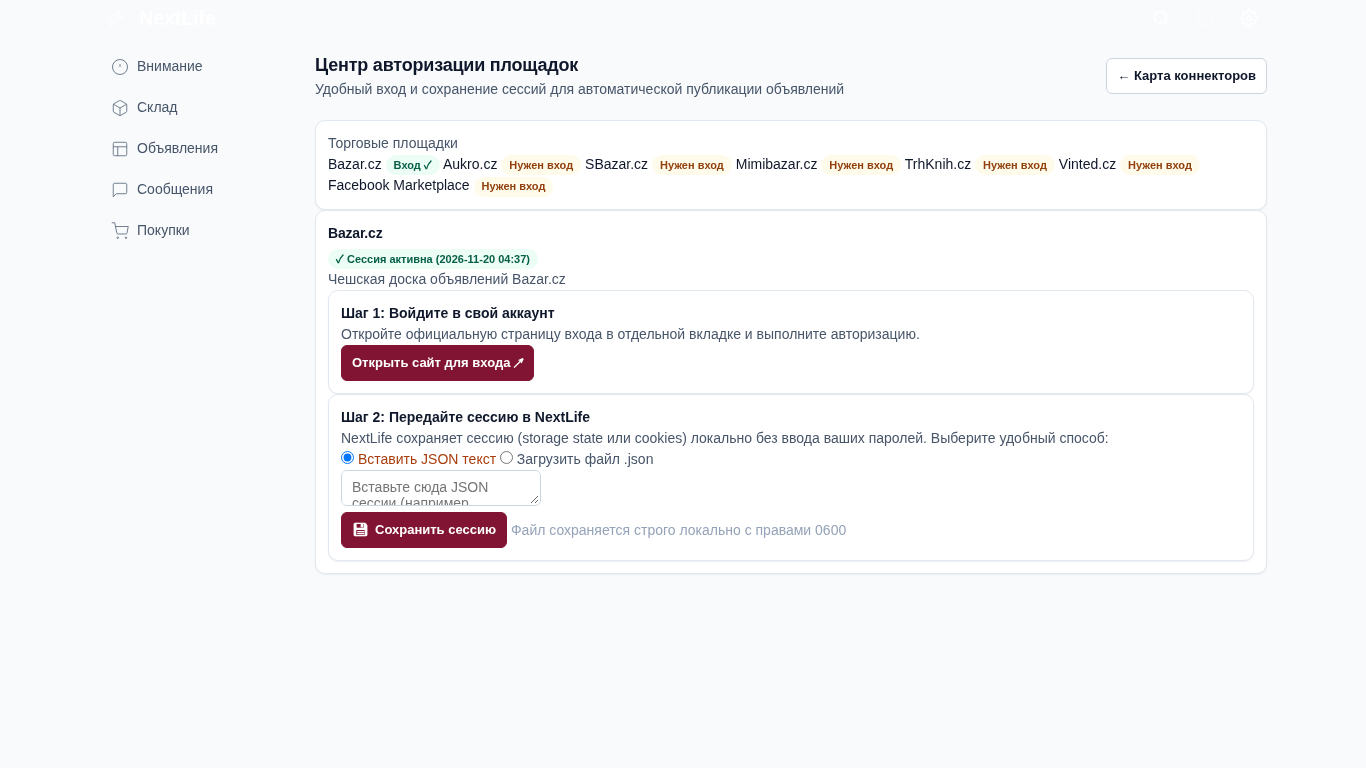 NextLife
Внимание
Склад
Объявления
Сообщения
Покупки
Центр авторизации площадок
Удобный вход и сохранение сессий для автоматической публикации объявлений
← Карта коннекторов
Торговые площадки
Bazar.cz Вход ✓ Aukro.cz Нужен вход SBazar.cz Нужен вход Mimibazar.cz Нужен вход TrhKnih.cz Нужен вход Vinted.cz Нужен вход
Facebook Marketplace Нужен вход
Bazar.cz
✓ Сессия активна (2026-11-20 04:37)
Чешская доска объявлений Bazar.cz
Шаг 1: Войдите в свой аккаунт
Откройте официальную страницу входа в отдельной вкладке и выполните авторизацию.
Открыть сайт для входа ↗
Шаг 2: Передайте сессию в NextLife
NextLife сохраняет сессию (storage state или cookies) локально без ввода ваших паролей. Выберите удобный способ:
Вставить JSON текст Загрузить файл .json
Вставьте сюда JSON
сессии (например
💾 Сохранить сессию Файл сохраняется строго локально с правами 0600